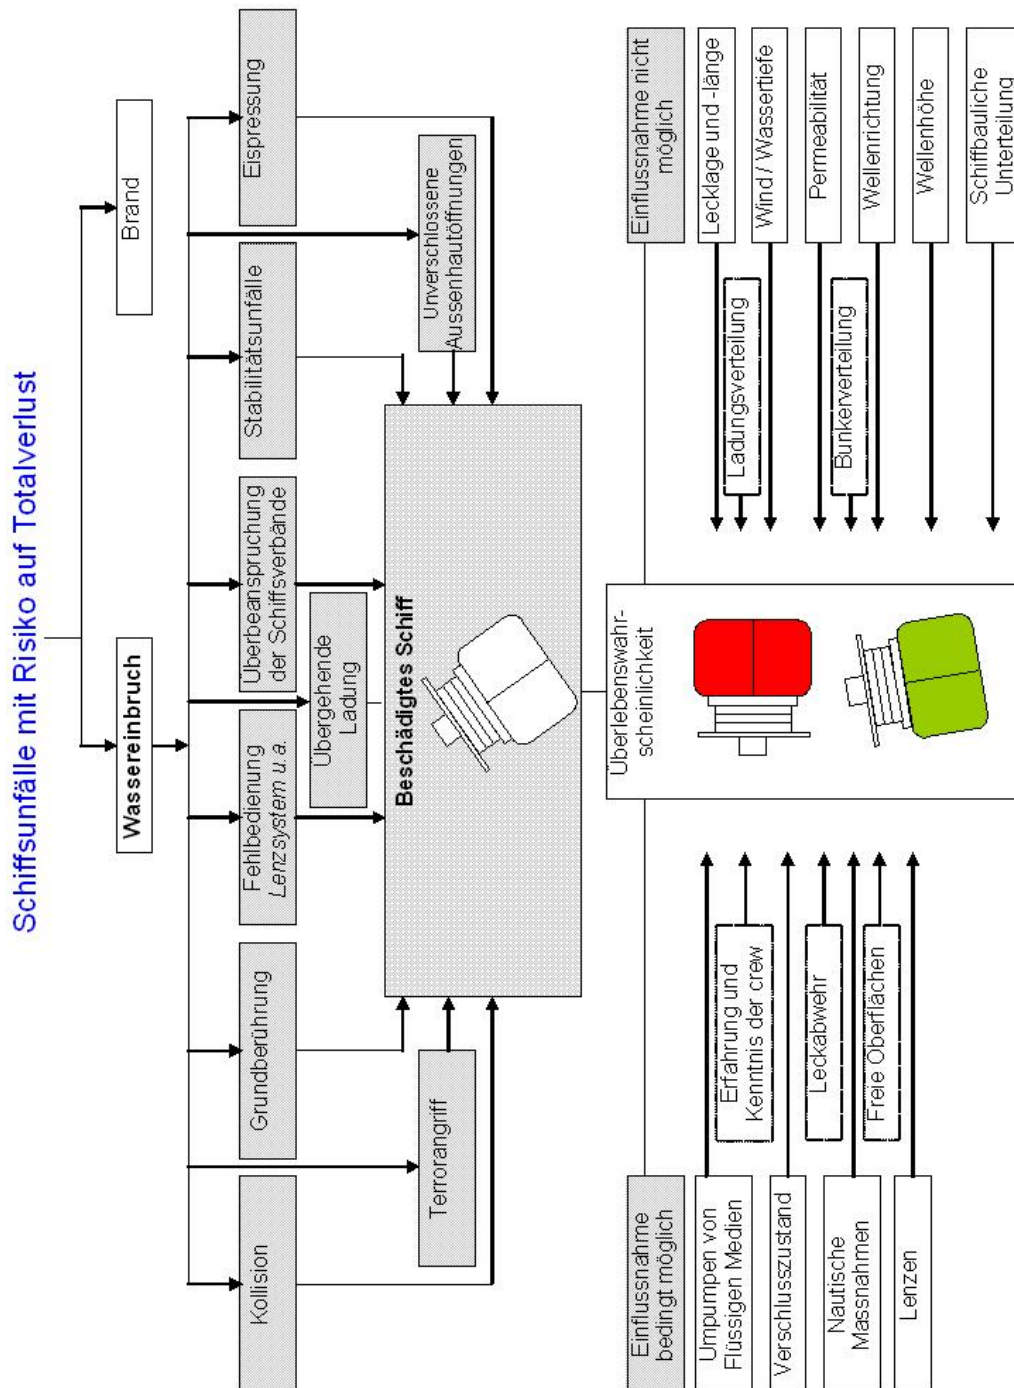 Schiffsunfälle mit Risiko auf Totalverlust
Wassereinbruch
Brand
Kollision
Grundberührung
Fehlbedienung
Lenzsystem u.a.
Überbeanspruchung
der Schiffsverbände
Stabilitätsunfälle
Eispressung
Terrorangriff
Übergehende
Ladung
Unverschlossene
Aussenhautöffnungen
Beschädigtes Schiff
Einflussnahme
bedingt möglich
Überlebenswahr-
scheinlichkeit
Einflussnahme nicht
möglich
Umpumpen von
Flüssigen Medien
Erfahrung und
Kenntnis der crew
Verschlusszustand
Leckabwehr
Nautische
Massnahmen
Freie Oberflächen
Lenzen
Lecklage und -länge
Ladungsverteilung
Wind / Wassertiefe
Permeabilität
Bunkerverteilung
Wellenrichtung
Wellenhöhe
Schiffbauliche
Unterteilung